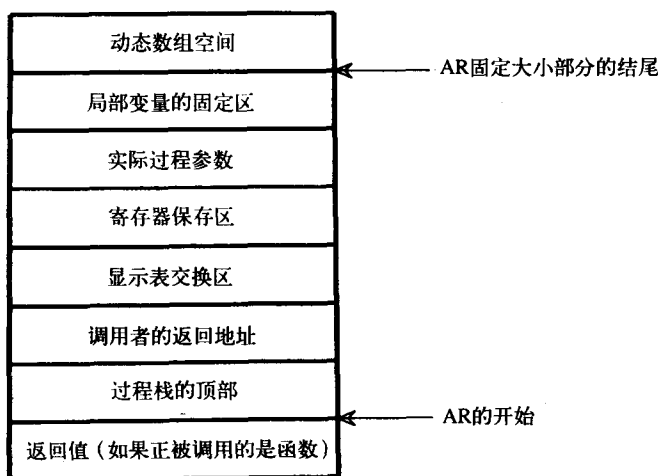 动态数组空间
AR固定大小部分的结尾
局部变量的固定区
实际过程参数
寄存器保存区
显示表交换区
调用者的返回地址
过程栈的顶部
AR的开始
返回值（如果正被调用的是函数）